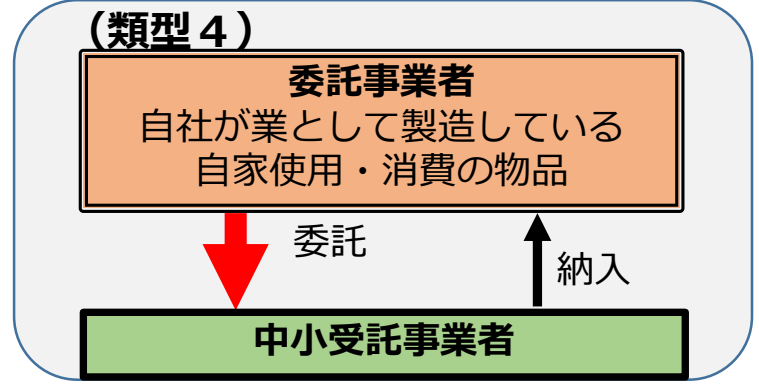 （類型４）
委託事業者
自社が業として製造している
自家使用・消費の物品
委託
納入
中小受託事業者